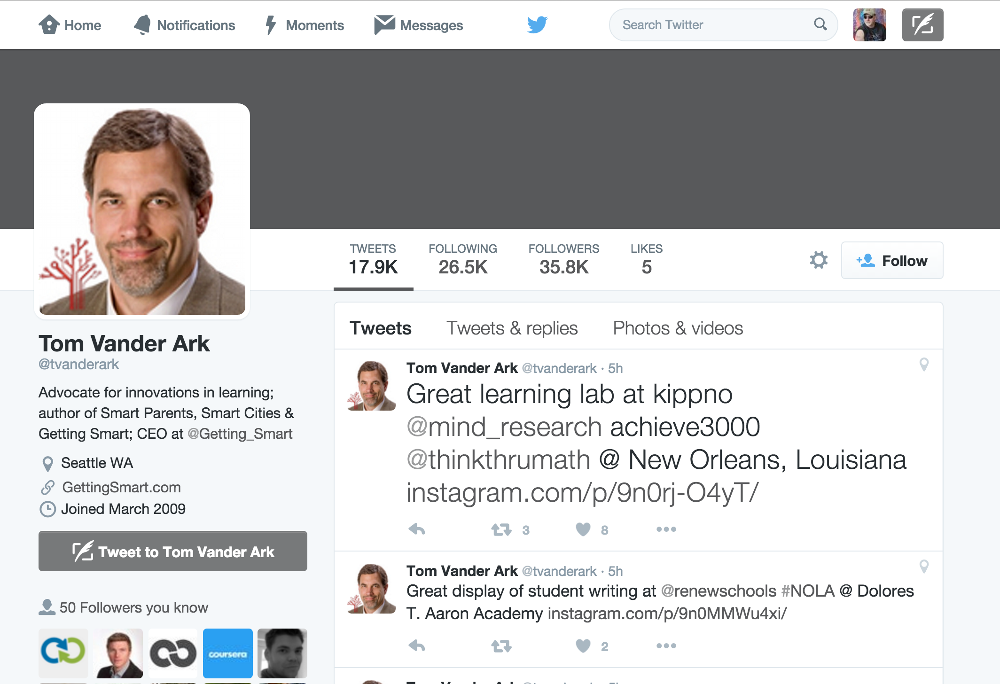 Home
Notifications
Moments
Messages
Search Twitter
TWEETS
17.9K
FOLLOWING
26.5K
FOLLOWERS
35.8K
LIKES
5
Follow
Tom Vander Ark
@tvanderark
Advocate for innovations in learning;
author of Smart Parents, Smart Cities &
Getting Smart; CEO at @Getting_Smart
Seattle WA
GettingSmart.com
Joined March 2009
Tweet to Tom Vander Ark
50 Followers you know
coursera
Tweets
Tweets & replies
Photos & videos
Tom Vander Ark @tvanderark · 5h
Great learning lab at kippno
@mind_research achieve3000
@thinkthrumath @ New Orleans, Louisiana
instagram.com/p/9n0rj-O4yT/
3
8
Tom Vander Ark @tvanderark · 5h
Great display of student writing at @renewschools #NOLA @ Dolores
T. Aaron Academy instagram.com/p/9n0MMWu4xi/
2